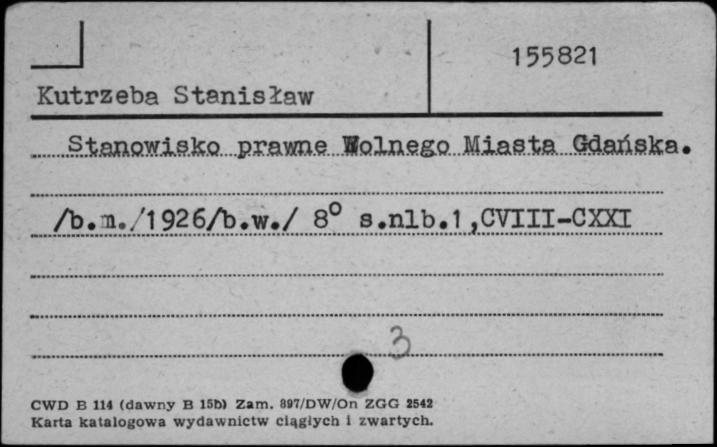 155821
Kutrzeba Stanisław
Stanowisko prawne Wolnego Miasta Gdańska.
/b.m./1926/b.w./ 8° s.nlb.1,CVIII-CXXI
3
CWD B 114 (dawny B 15b) Zam. 897/DW/On ZGG 2542
Karta katalogowa wydawnictw ciągłych i zwartych.